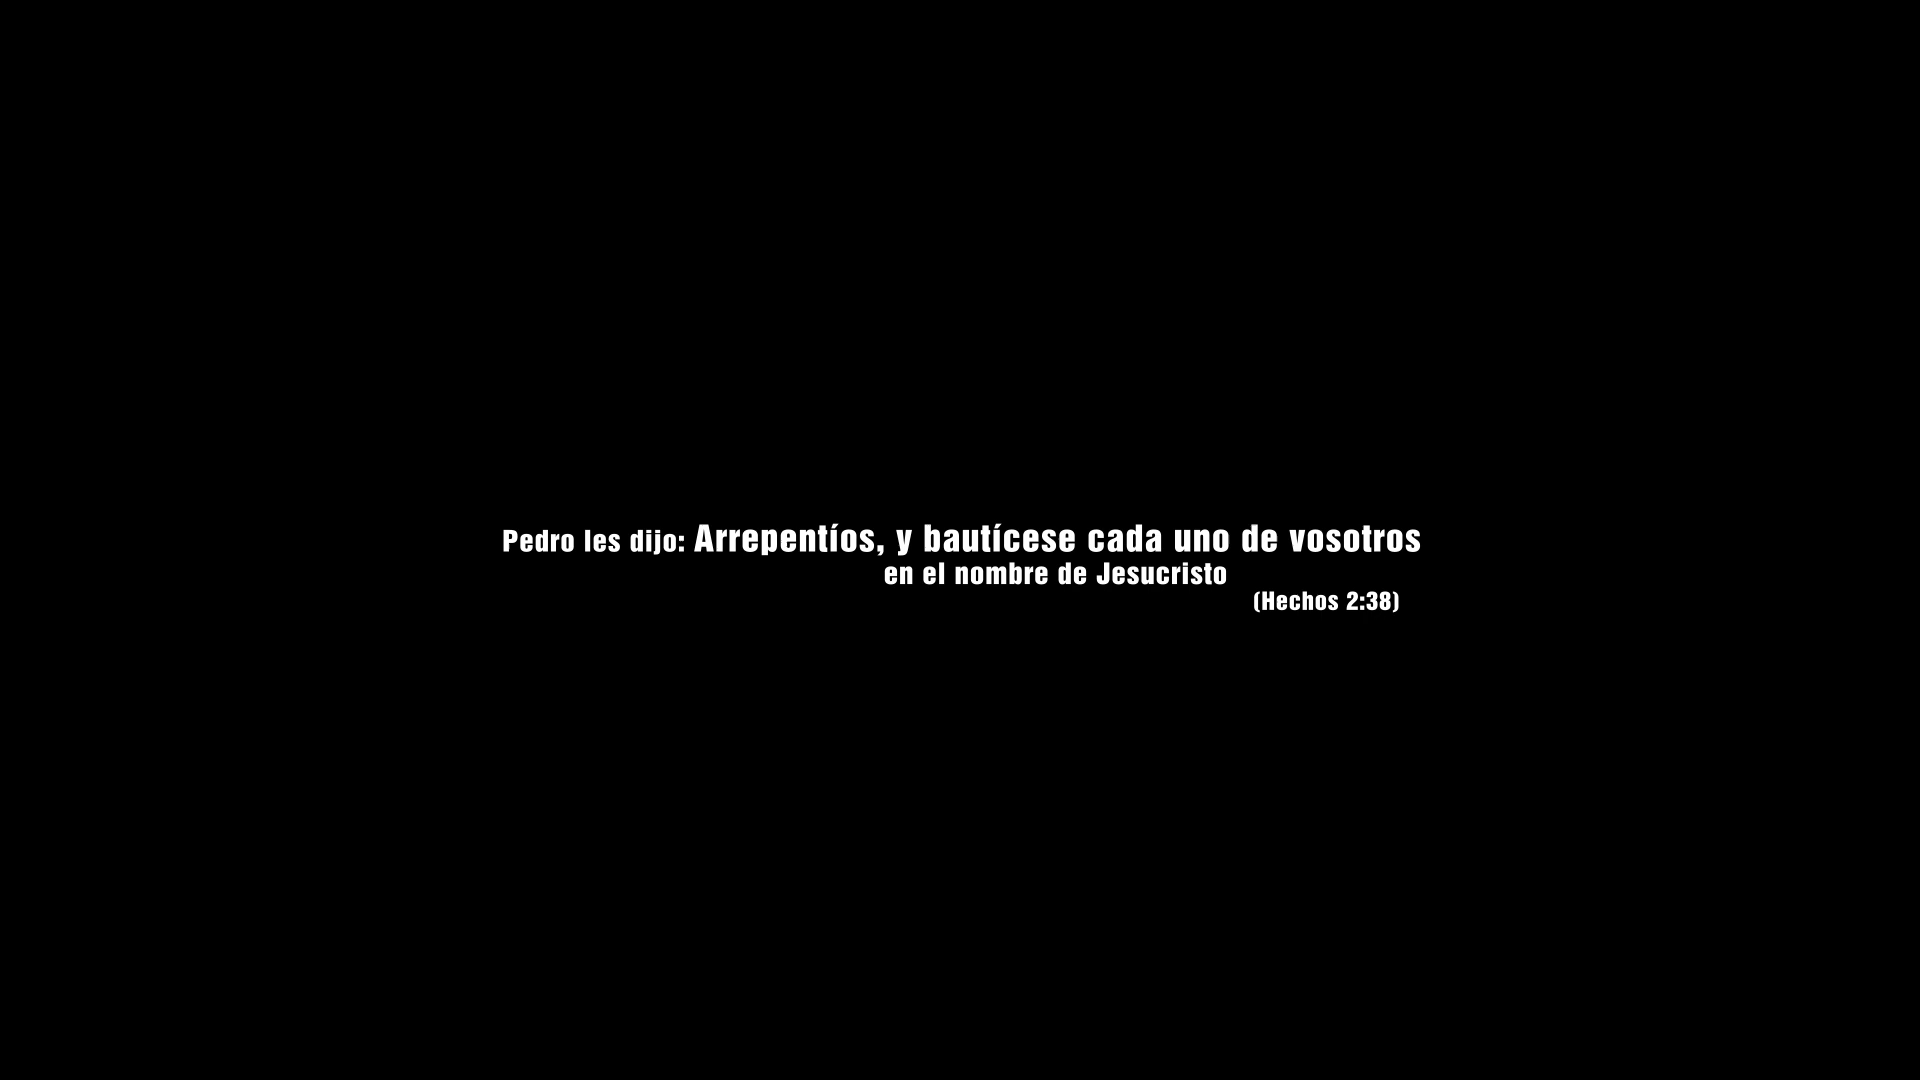 Pedro les dijo: Arrepentíos, y bautícese cada uno de vosotros
en el nombre de Jesucristo
(Hechos 2:38)